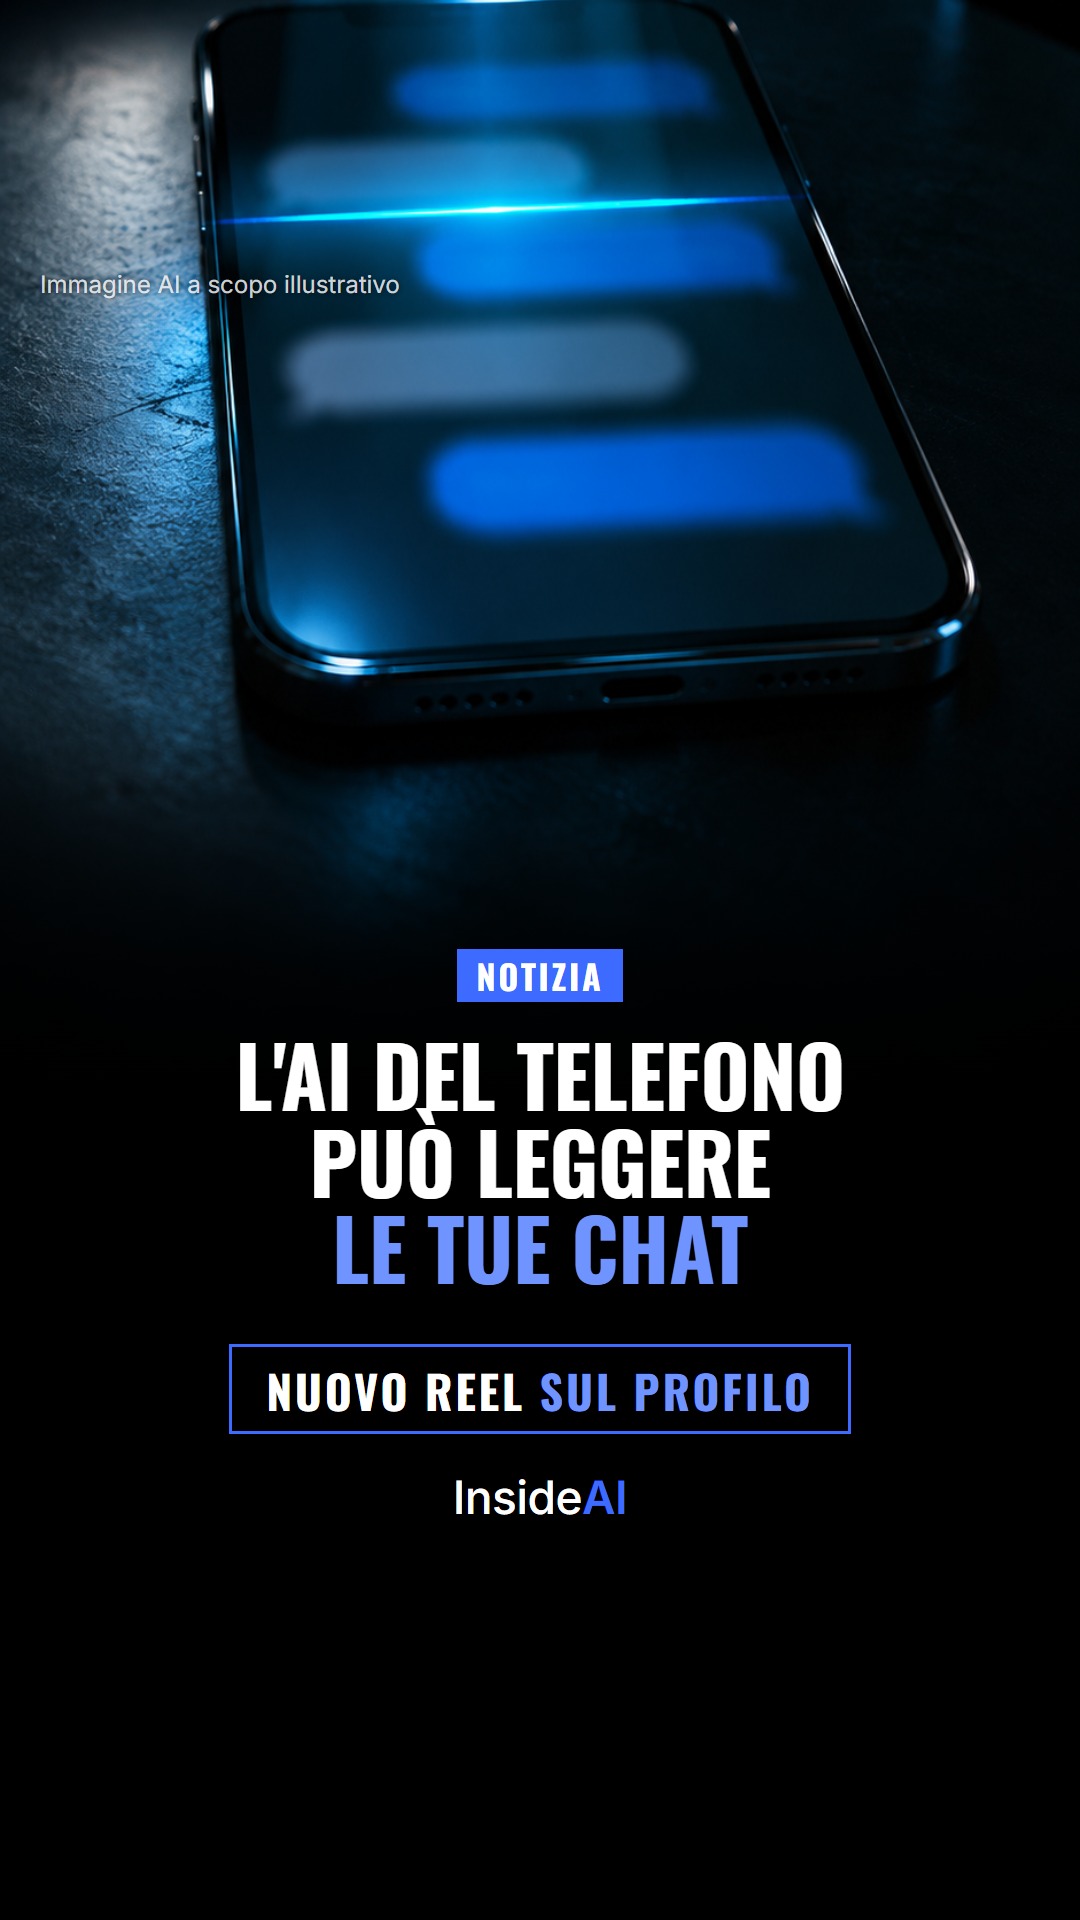 Immagine AI a scopo illustrativo
NOTIZIA
L'AI DEL TELEFONO
PUÒ LEGGERE
LE TUE CHAT
NUOVO REEL SUL PROFILO
InsideAI